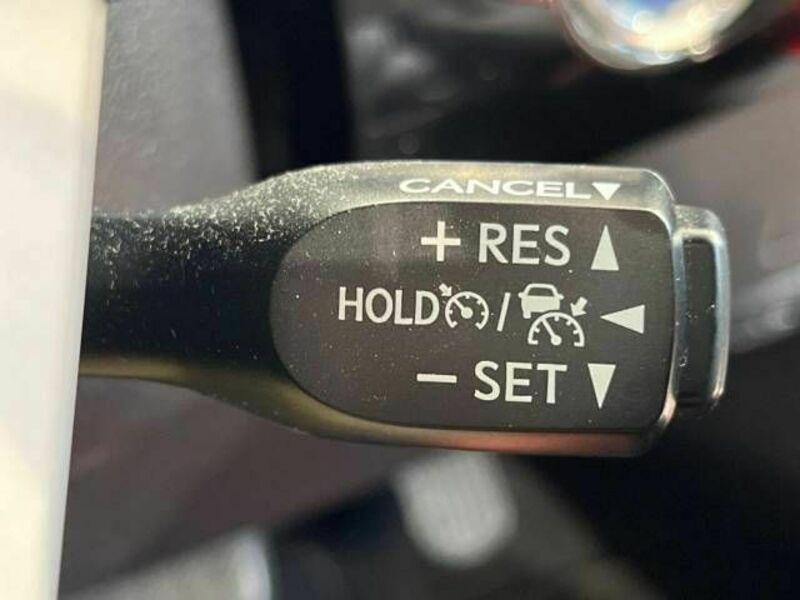 CANCEL▼
+ RES ▲
HOLD / ◀
− SET ▼